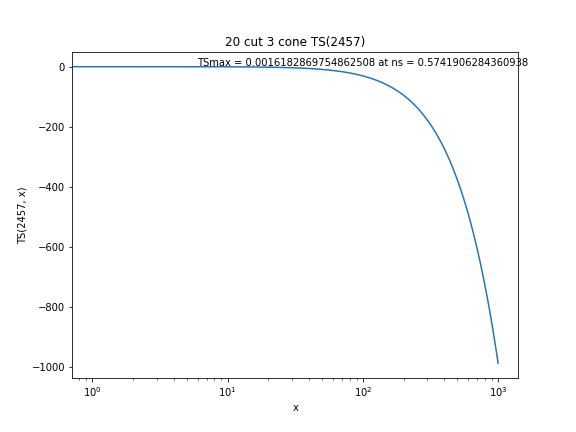 20 cut 3 cone TS(2457)
TSmax = 0.0016182869754862508 at ns = 0.5741906284360938
0
−200
−400
−600
−800
−1000
TS(2457, x)
10⁰
10¹
10²
10³
x